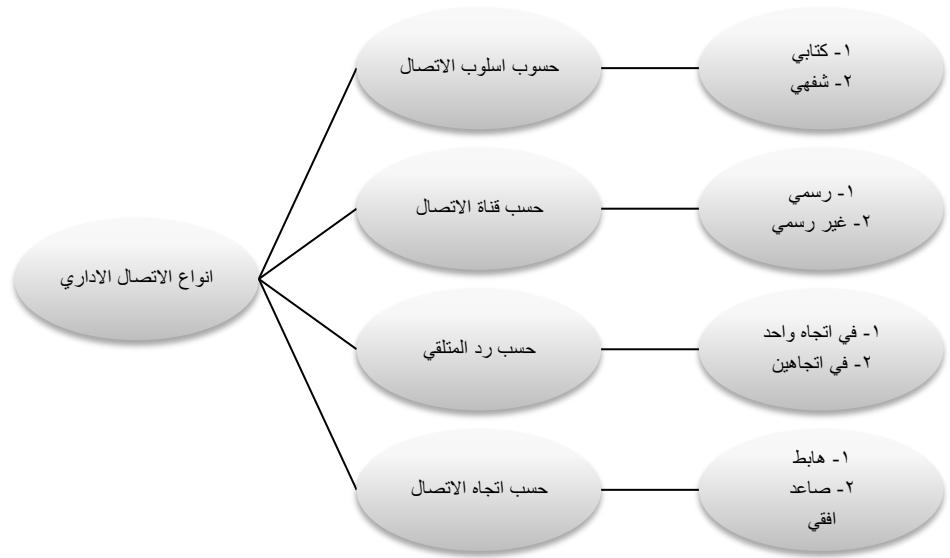 انواع الاتصال الاداري
حسوب اسلوب الاتصال
١- كتابي
٢- شفهي
حسب قناة الاتصال
١- رسمي
٢- غير رسمي
حسب رد المتلقي
١- في اتجاه واحد
٢- في اتجاهين
حسب اتجاه الاتصال
١- هابط
٢- صاعد
افقي